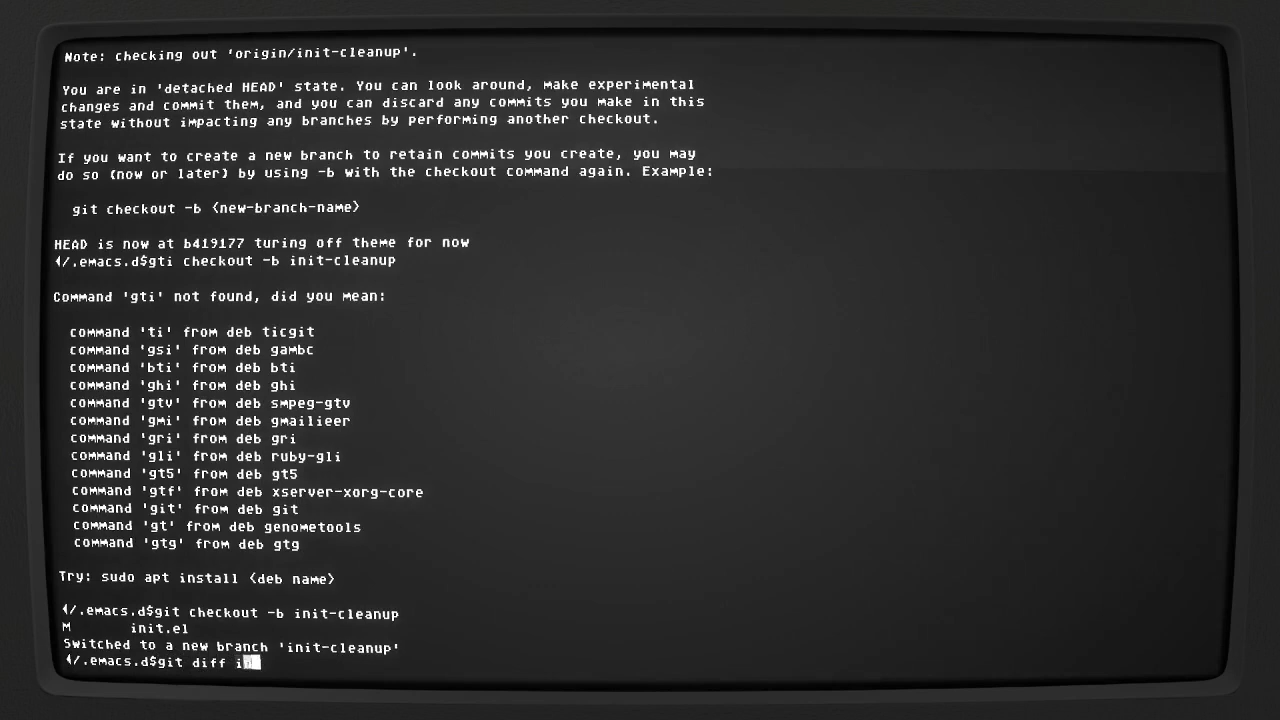 Note: checking out 'origin/init-cleanup'.
You are in 'detached HEAD' state. You can look around, make experimental
changes and commit them, and you can discard any commits you make in this
state without impacting any branches by performing another checkout.
If you want to create a new branch to retain commits you create, you may
do so (now or later) by using -b with the checkout command again. Example:
git checkout -b <new-branch-name>
HEAD is now at b419177 turing off theme for now
~/.emacs.d$gti checkout -b init-cleanup
Command 'gti' not found, did you mean:
command 'ti' from deb ticgit
command 'gsi' from deb gambc
command 'bti' from deb bti
command 'ghi' from deb ghi
command 'gtv' from deb smpeg-gtv
command 'gmi' from deb gmailieer
command 'gri' from deb gri
command 'gli' from deb ruby-gli
command 'gt5' from deb gt5
command 'gtf' from deb xserver-xorg-core
command 'git' from deb git
command 'gt' from deb genometools
command 'gtg' from deb gtg
Try: sudo apt install <deb name>
~/.emacs.d$git checkout -b init-cleanup
M init.el
Switched to a new branch 'init-cleanup'
~/.emacs.d$git diff i